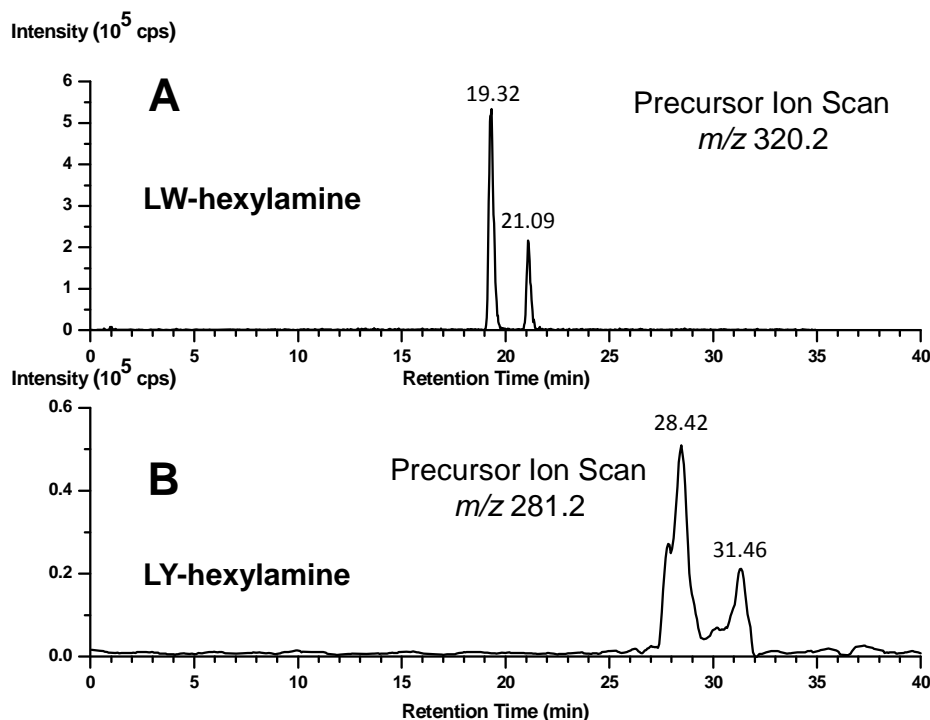 Intensity (10^5 cps)
6
5
4
3
2
1
0
A
19.32
21.09
Precursor Ion Scan
m/z 320.2
LW-hexylamine
0 5 10 15 20 25 30 35 40
Retention Time (min)
Intensity (10^5 cps)
0.6
0.4
0.2
0.0
B
28.42
31.46
Precursor Ion Scan
m/z 281.2
LY-hexylamine
0 5 10 15 20 25 30 35 40
Retention Time (min)